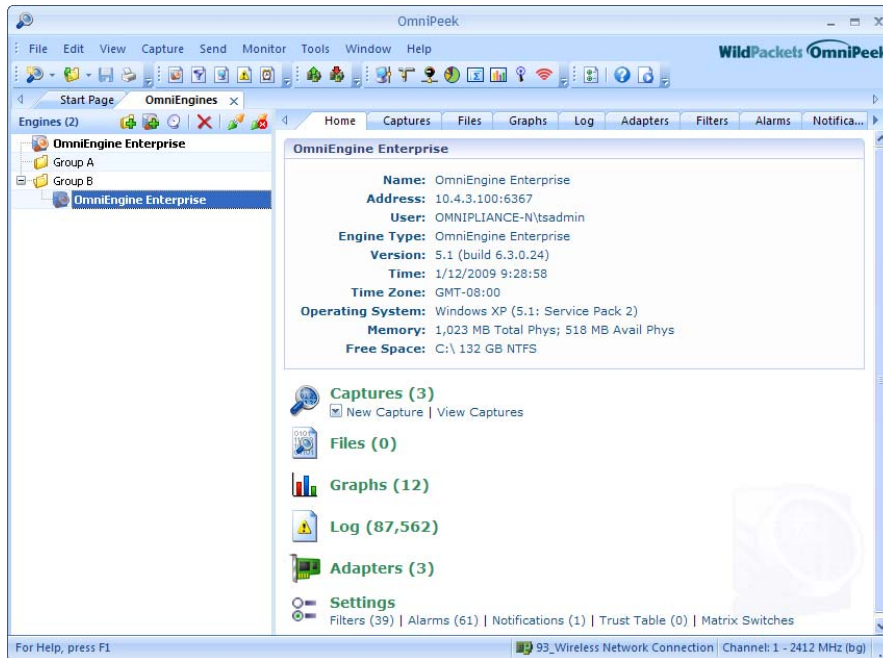 OmniPeek
File Edit View Capture Send Monitor Tools Window Help
WildPackets OmniPeek
Start Page OmniEngines
Engines (2)
Home Captures Files Graphs Log Adapters Filters Alarms Notifica...
OmniEngine Enterprise
Group A
Group B
OmniEngine Enterprise
OmniEngine Enterprise
Name: OmniEngine Enterprise
Address: 10.4.3.100:6367
User: OMNIPLIANCE-N\tsadmin
Engine Type: OmniEngine Enterprise
Version: 5.1 (build 6.3.0.24)
Time: 1/12/2009 9:28:58
Time Zone: GMT-08:00
Operating System: Windows XP (5.1: Service Pack 2)
Memory: 1,023 MB Total Phys; 518 MB Avail Phys
Free Space: C:\ 132 GB NTFS
Captures (3)
New Capture | View Captures
Files (0)
Graphs (12)
Log (87,562)
Adapters (3)
Settings
Filters (39) | Alarms (61) | Notifications (1) | Trust Table (0) | Matrix Switches
For Help, press F1
93_Wireless Network Connection
Channel: 1 - 2412 MHz (bg)